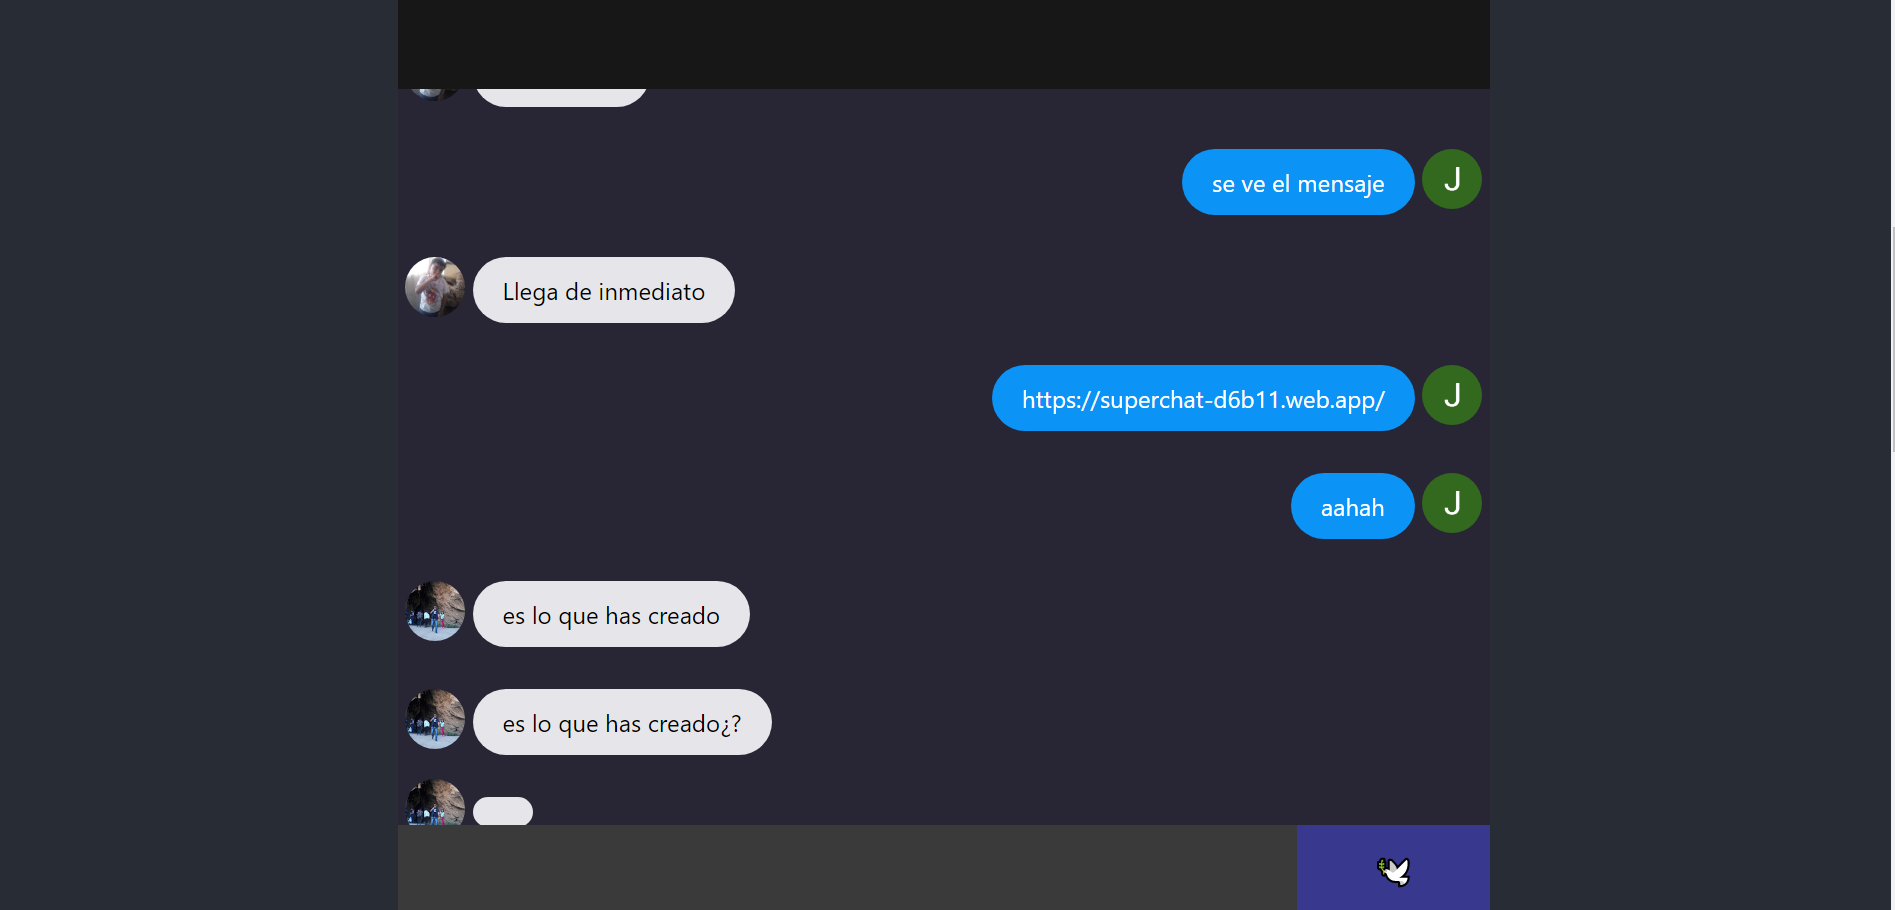 se ve el mensaje
J
Llega de inmediato
https://superchat-d6b11.web.app/
J
aahah
J
es lo que has creado
es lo que has creado¿?